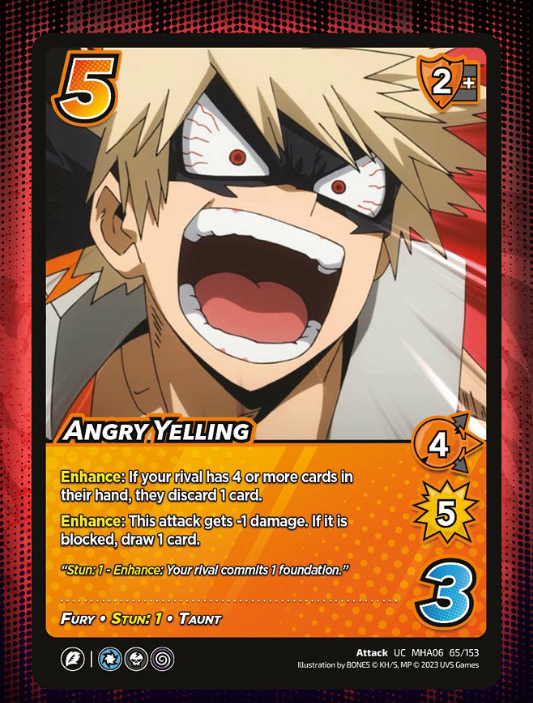 5
2 +
ANGRY YELLING
4
Enhance: If your rival has 4 or more cards in
their hand, they discard 1 card.
Enhance: This attack gets -1 damage. If it is
blocked, draw 1 card.
5
"Stun: 1 - Enhance: Your rival commits 1 foundation."
3
FURY • STUN: 1 • TAUNT
Attack UC MHA06 65/153
Illustration by BONES © KH/S, MP © 2023 UVS Games